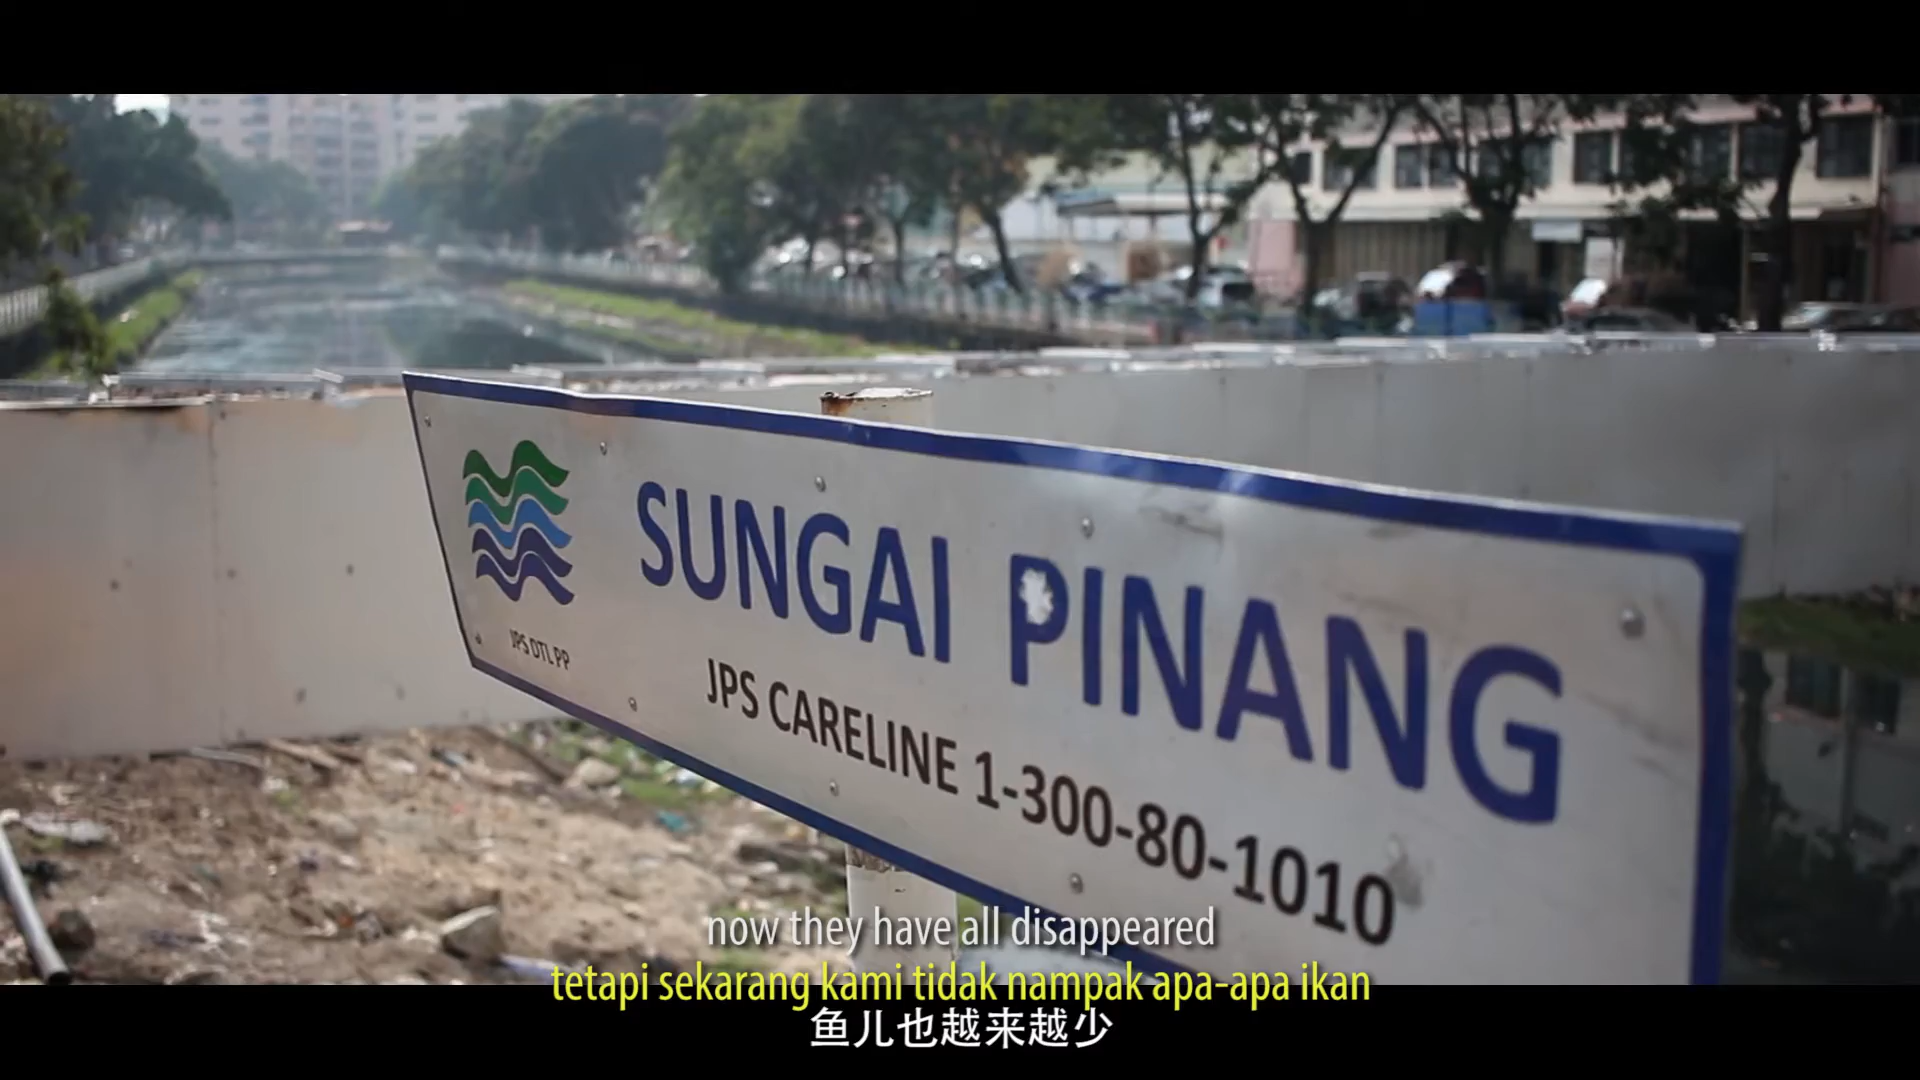 SUNGAI PINANG
JPS DTL PP
JPS CARELINE 1-300-80-1010
now they have all disappeared
tetapi sekarang kami tidak nampak apa-apa ikan
鱼儿也越来越少